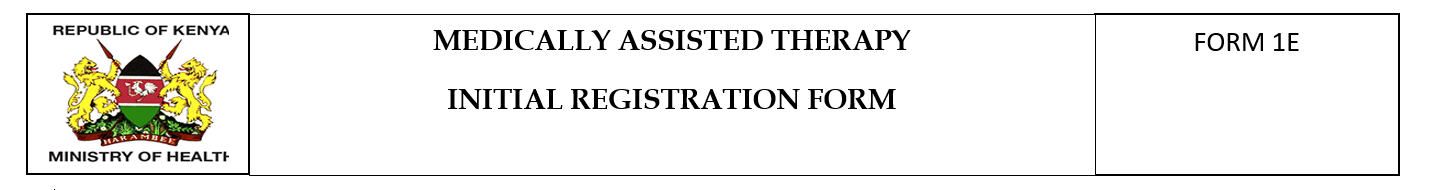 REPUBLIC OF KENYA
HARAMBEE
MINISTRY OF HEALTH
MEDICALLY ASSISTED THERAPY
INITIAL REGISTRATION FORM
FORM 1E